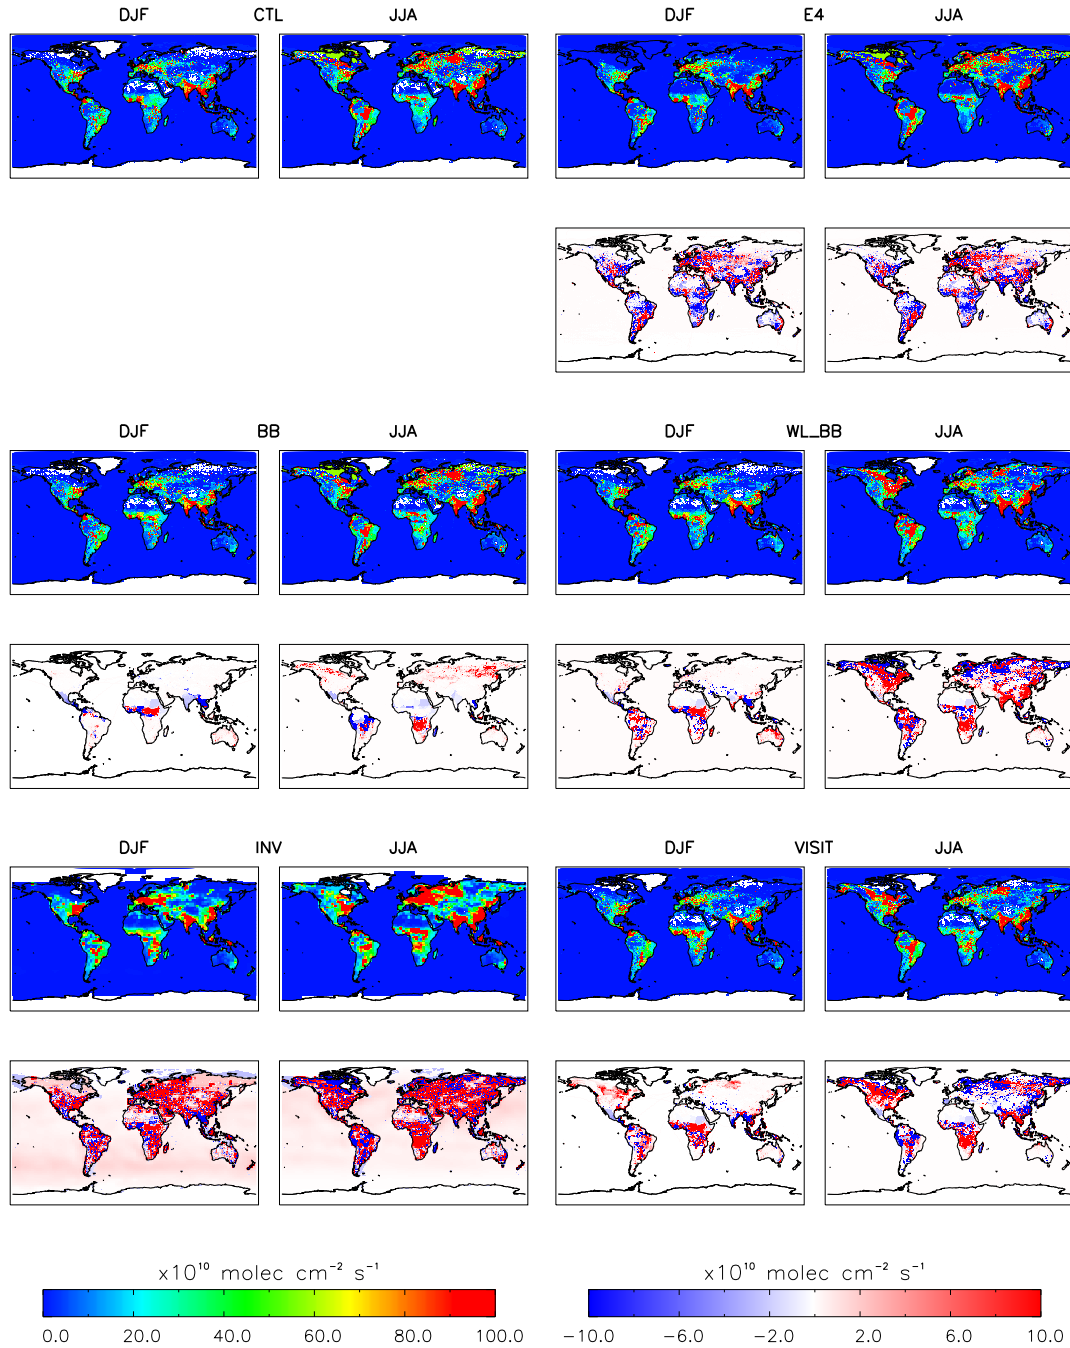 DJF CTL JJA DJF E4 JJA
DJF BB JJA DJF WL_BB JJA
DJF INV JJA DJF VISIT JJA
x10¹⁰ molec cm⁻² s⁻¹ x10¹⁰ molec cm⁻² s⁻¹
0.0 20.0 40.0 60.0 80.0 100.0 −10.0 −6.0 −2.0 2.0 6.0 10.0